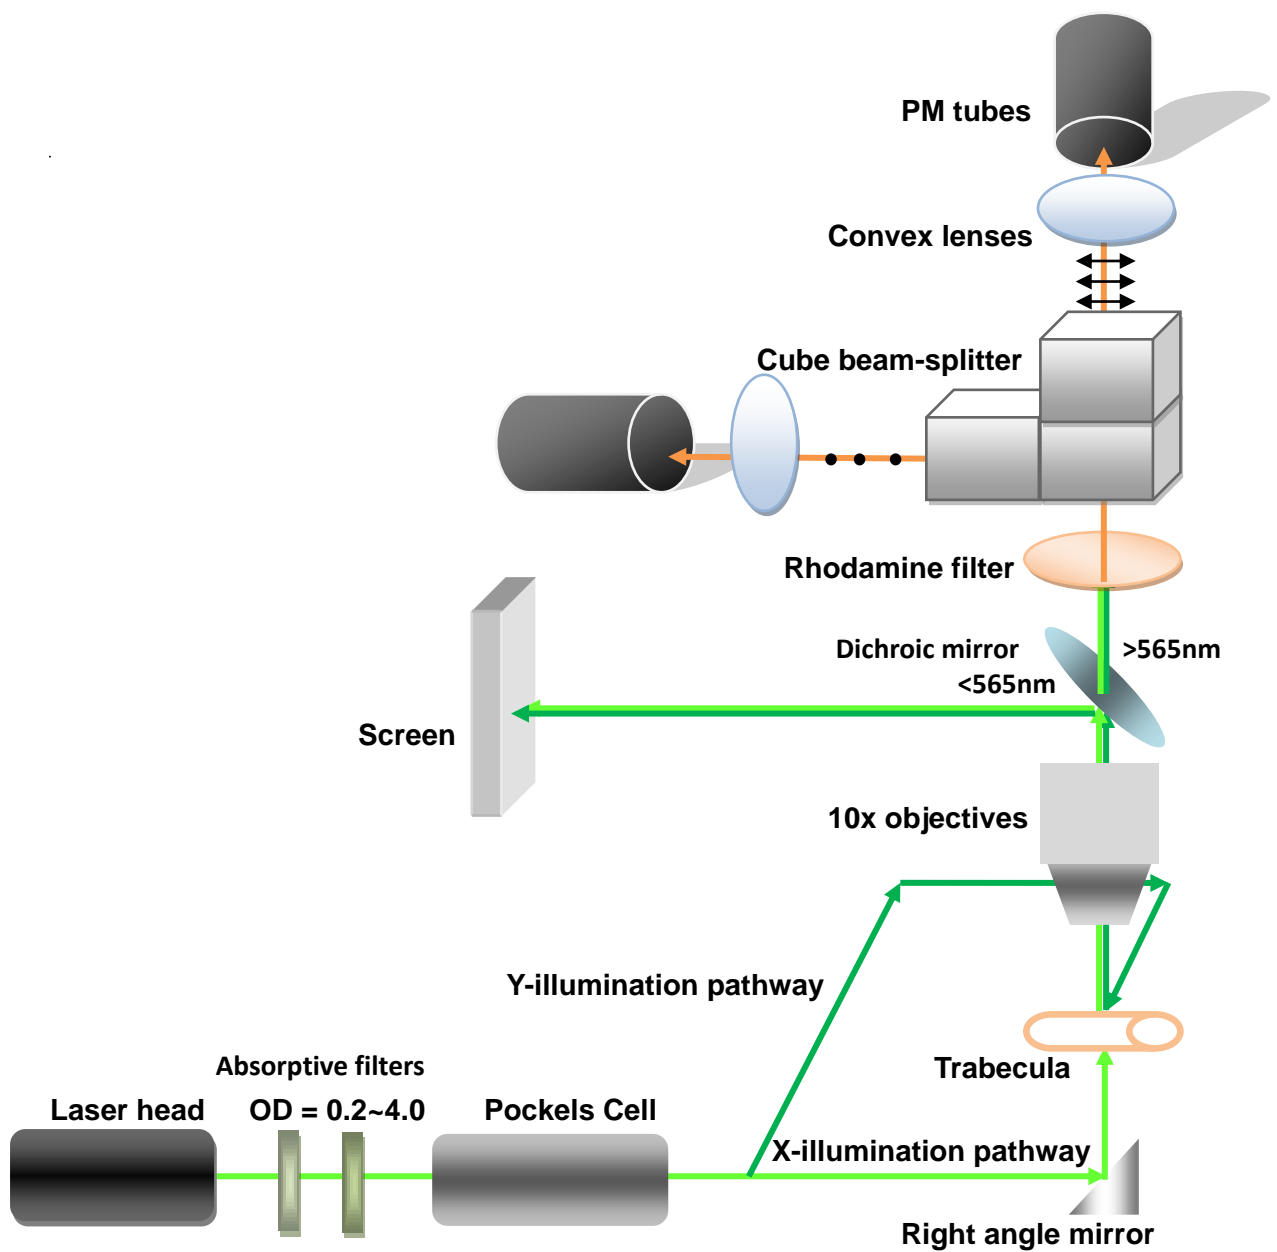 PM tubes
Convex lenses
Cube beam-splitter
Rhodamine filter
Dichroic mirror
>565nm
<565nm
Screen
10x objectives
Y-illumination pathway
Absorptive filters
Trabecula
Laser head
OD = 0.2~4.0
Pockels Cell
X-illumination pathway
Right angle mirror